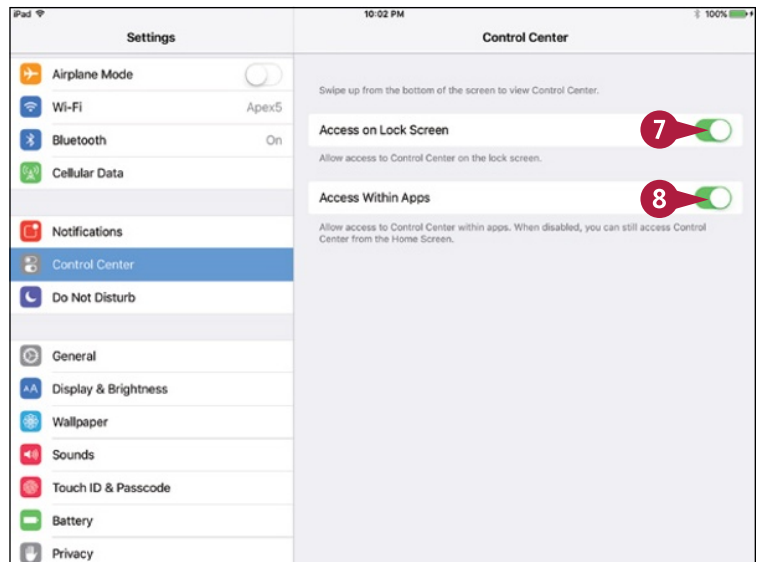 iPad 10:02 PM 100%
Settings
Control Center
Airplane Mode
Wi-Fi Apex5
Bluetooth On
Cellular Data
Notifications
Control Center
Do Not Disturb
General
AA Display & Brightness
Wallpaper
Sounds
Touch ID & Passcode
Battery
Privacy
Swipe up from the bottom of the screen to view Control Center.
Access on Lock Screen 7
Allow access to Control Center on the lock screen.
Access Within Apps 8
Allow access to Control Center within apps. When disabled, you can still access Control
Center from the Home Screen.